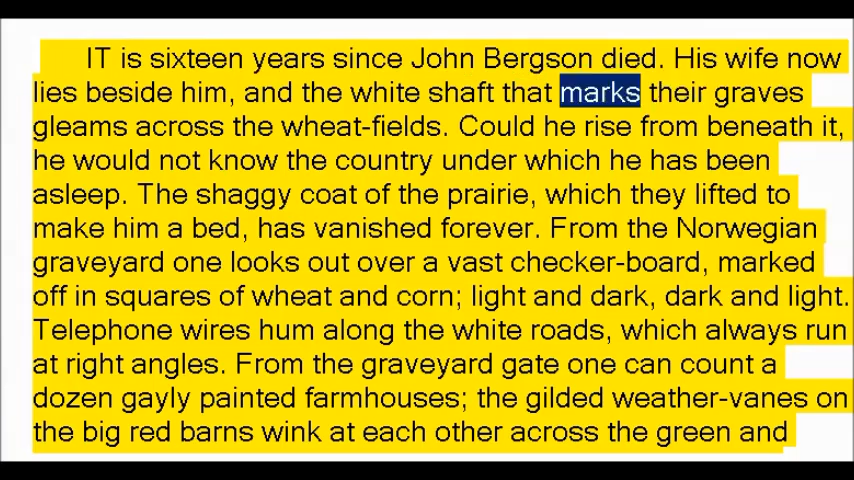 IT is sixteen years since John Bergson died. His wife now
lies beside him, and the white shaft that marks their graves
gleams across the wheat-fields. Could he rise from beneath it,
he would not know the country under which he has been
asleep. The shaggy coat of the prairie, which they lifted to
make him a bed, has vanished forever. From the Norwegian
graveyard one looks out over a vast checker-board, marked
off in squares of wheat and corn; light and dark, dark and light.
Telephone wires hum along the white roads, which always run
at right angles. From the graveyard gate one can count a
dozen gayly painted farmhouses; the gilded weather-vanes on
the big red barns wink at each other across the green and